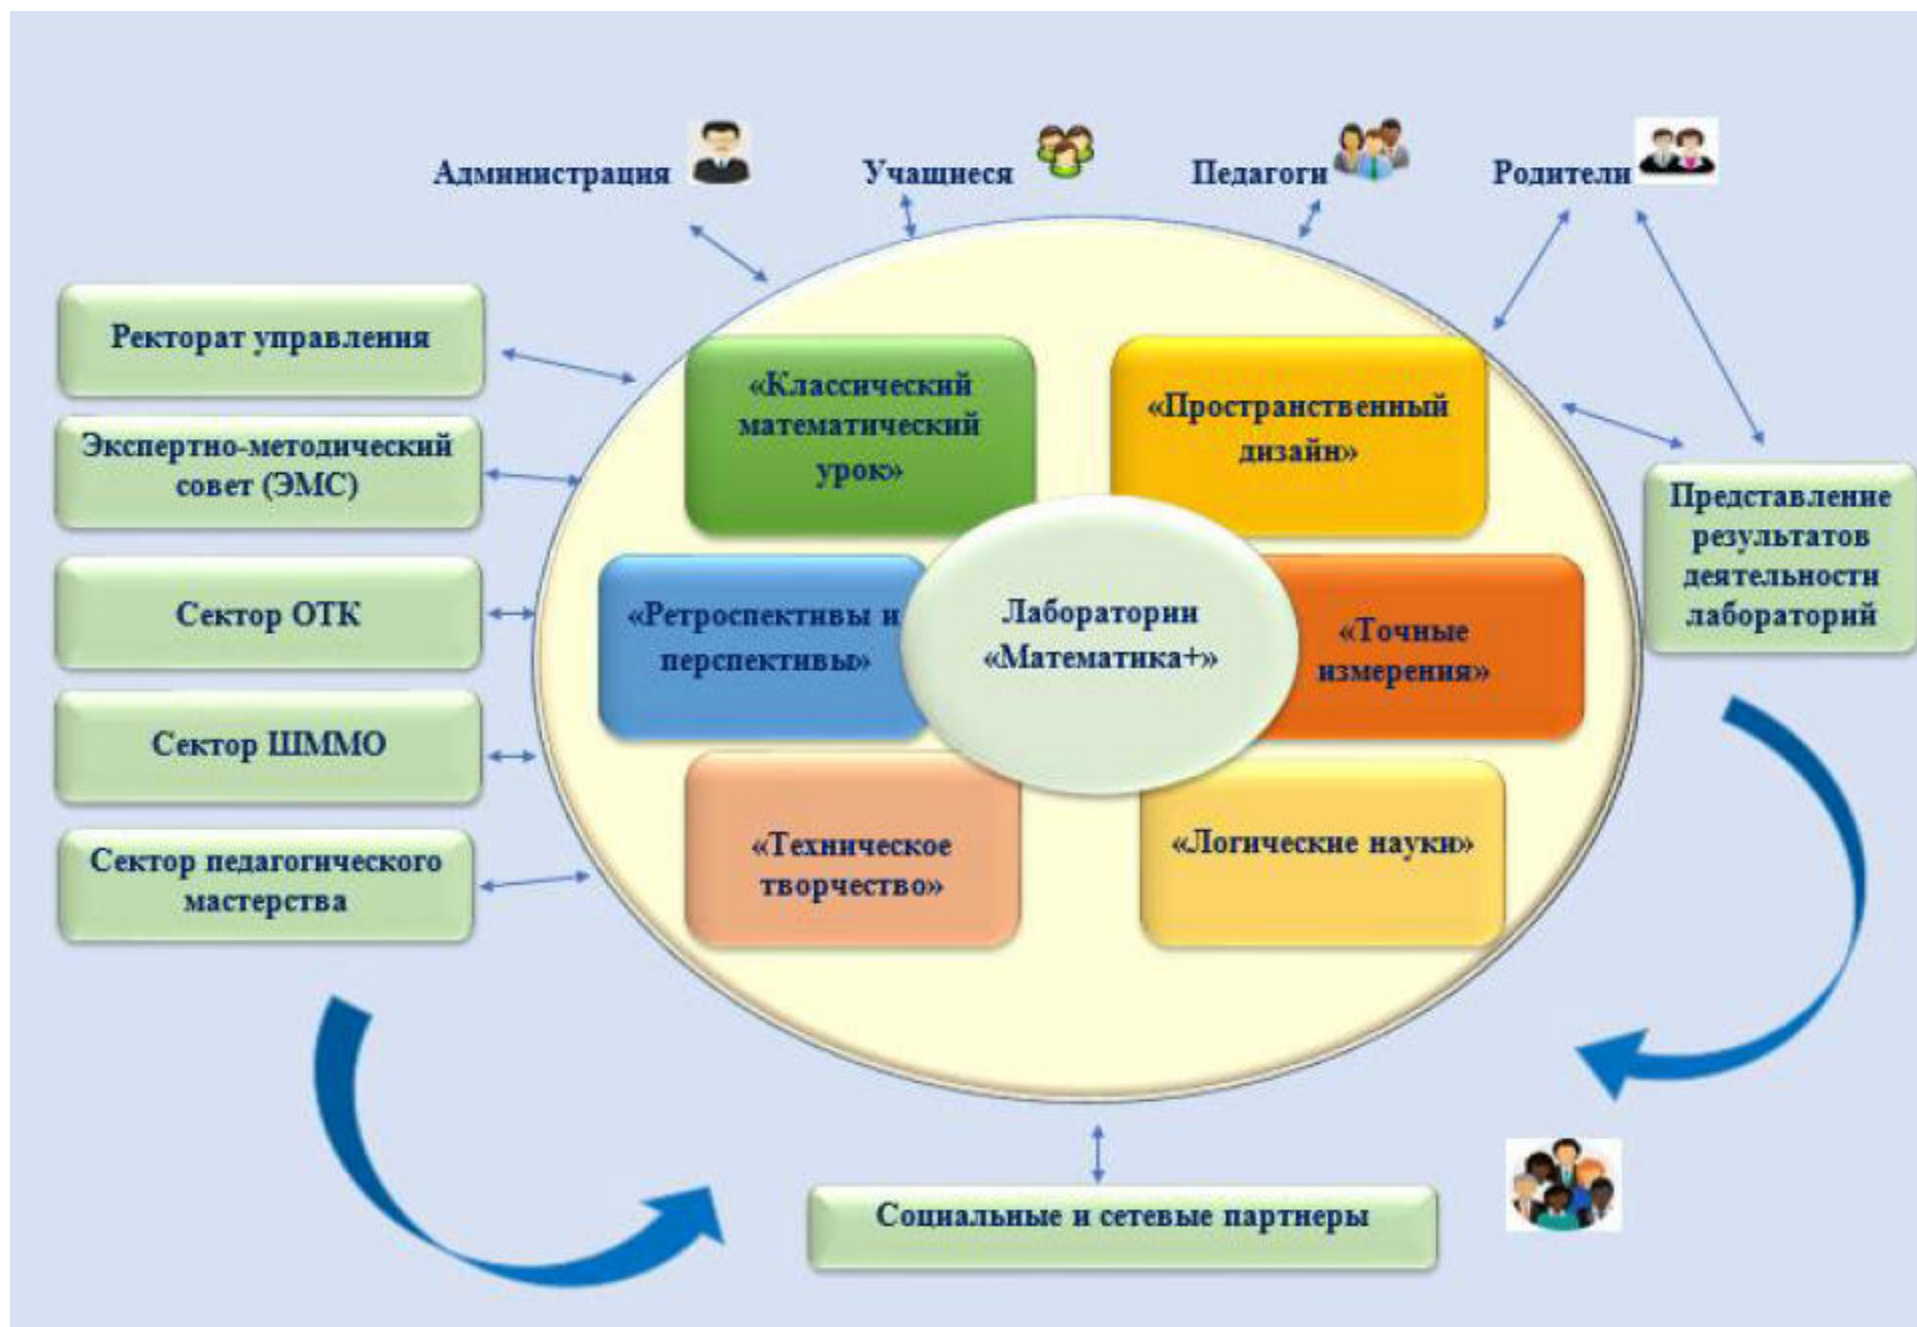 Администрация
Учащиеся
Педагоги
Родители
Ректорат управления
Экспертно-методический
совет (ЭМС)
Сектор ОТК
Сектор ШММО
Сектор педагогического
мастерства
«Классический
математический
урок»
«Пространственный
дизайн»
«Ретроспективы и
перспективы»
Лаборатории
«Математика+»
«Точные
измерения»
«Техническое
творчество»
«Логические науки»
Представление
результатов
деятельности
лабораторий
Социальные и сетевые партнеры